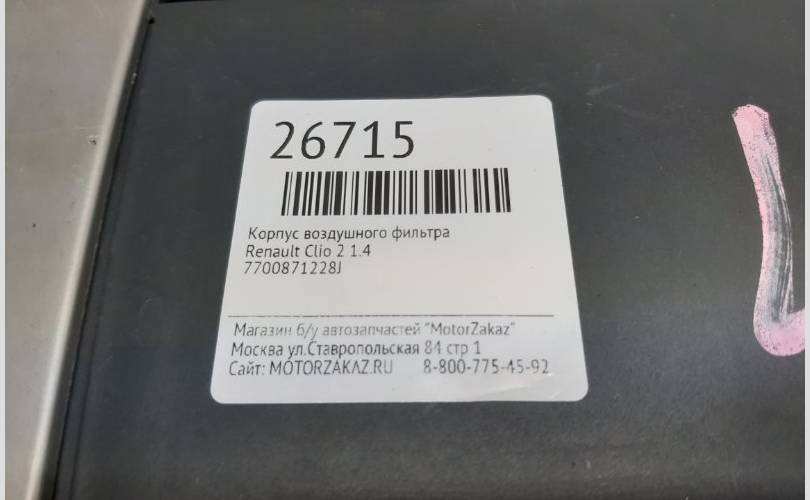 26715
Корпус воздушного фильтра
Renault Clio 2 1.4
7700871228J
Магазин б/у автозапчастей "MotorZakaz"
Москва ул.Ставропольская 84 стр 1
Сайт: MOTORZAKAZ.RU 8-800-775-45-92